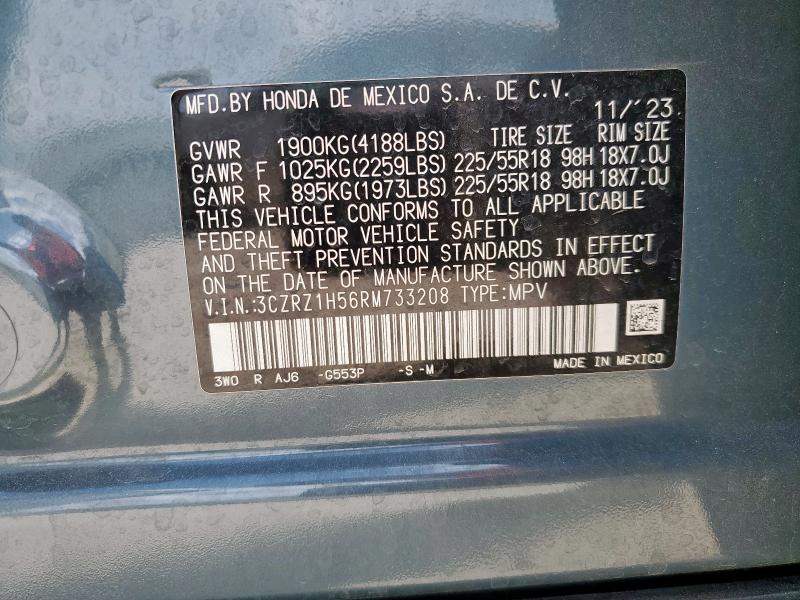 MFD.BY HONDA DE MEXICO S.A. DE C.V.
11/'23
GVWR 1900KG(4188LBS) TIRE SIZE RIM SIZE
GAWR F 1025KG(2259LBS) 225/55R18 98H 18X7.0J
GAWR R 895KG(1973LBS) 225/55R18 98H 18X7.0J
THIS VEHICLE CONFORMS TO ALL APPLICABLE
FEDERAL MOTOR VEHICLE SAFETY
AND THEFT PREVENTION STANDARDS IN EFFECT
ON THE DATE OF MANUFACTURE SHOWN ABOVE.
V.I.N.:3CZRZ1H56RM733208 TYPE:MPV
3WO R AJ6 -G553P -S -M MADE IN MEXICO